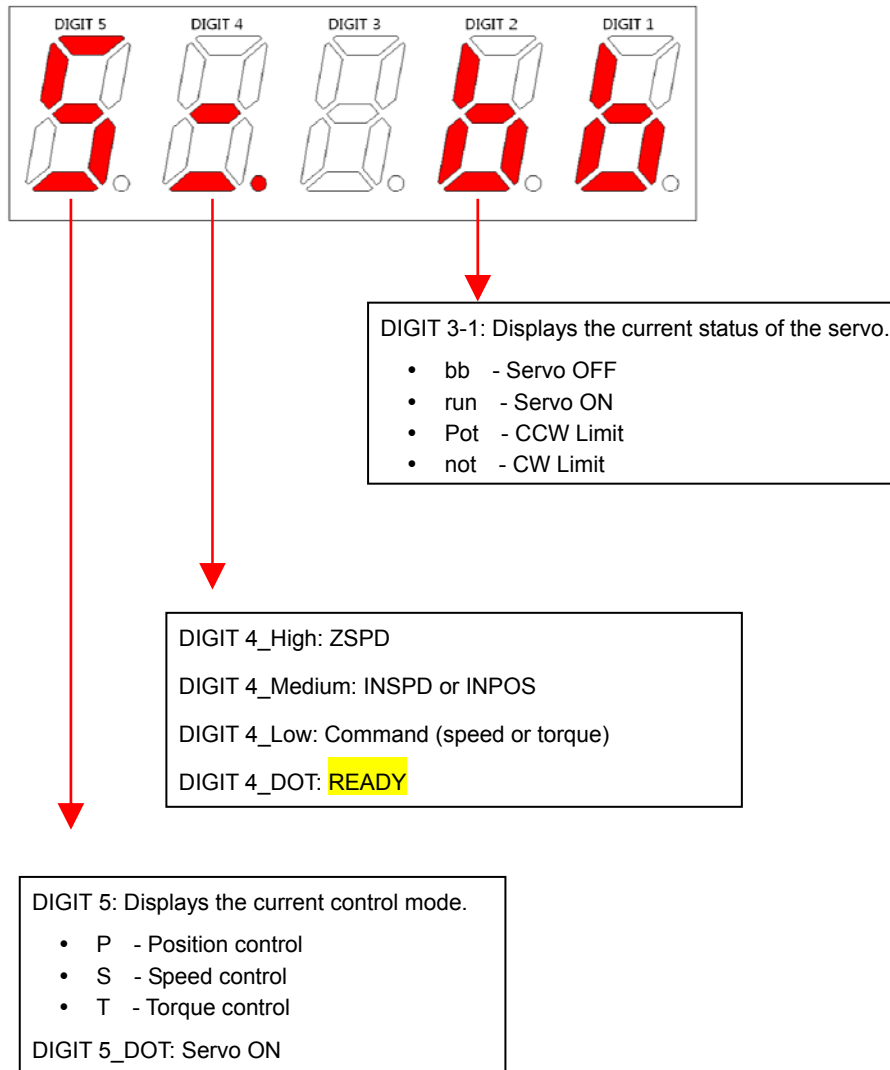 DIGIT 5 DIGIT 4 DIGIT 3 DIGIT 2 DIGIT 1
S = . b b
DIGIT 3-1: Displays the current status of the servo.
• bb - Servo OFF
• run - Servo ON
• Pot - CCW Limit
• not - CW Limit
DIGIT 4_High: ZSPD
DIGIT 4_Medium: INSPD or INPOS
DIGIT 4_Low: Command (speed or torque)
DIGIT 4_DOT: READY
DIGIT 5: Displays the current control mode.
• P - Position control
• S - Speed control
• T - Torque control
DIGIT 5_DOT: Servo ON